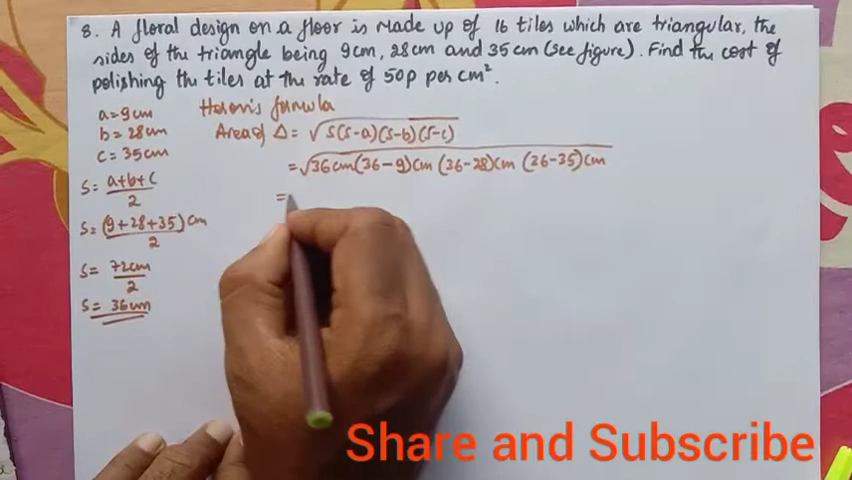 8. A floral design on a floor is made up of 16 tiles which are triangular, the
sides of the triangle being 9cm, 28cm and 35cm (see figure). Find the cost of
polishing the tiles at the rate of 50p per cm².
a=9cm
b=28cm
c=35cm
S= a+b+c/2
S= (9+28+35)cm/2
S= 72cm/2
S= 36cm
Heron's formula
Area of Δ= √S(S-a)(S-b)(S-c)
=√36cm(36-9)cm (36-28)cm (36-35)cm
=
Share and Subscribe